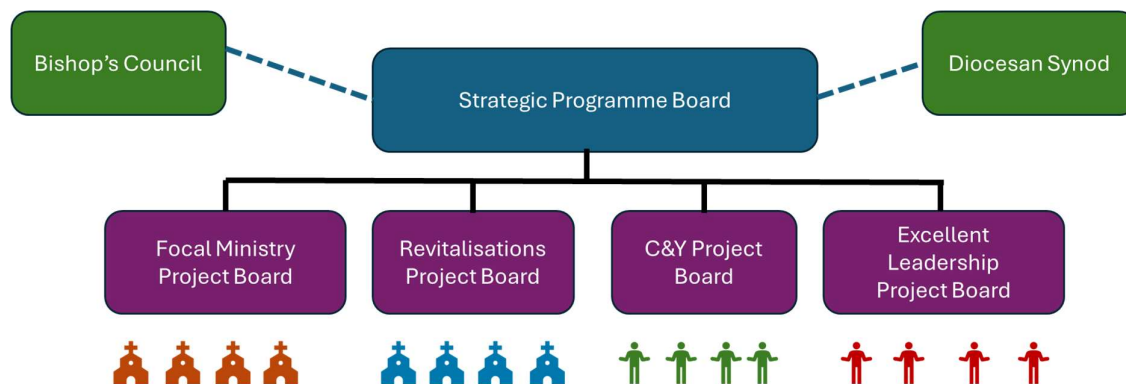 Bishop's Council
Strategic Programme Board
Diocesan Synod
Focal Ministry
Project Board
Revitalisations
Project Board
C&Y Project
Board
Excellent
Leadership
Project Board